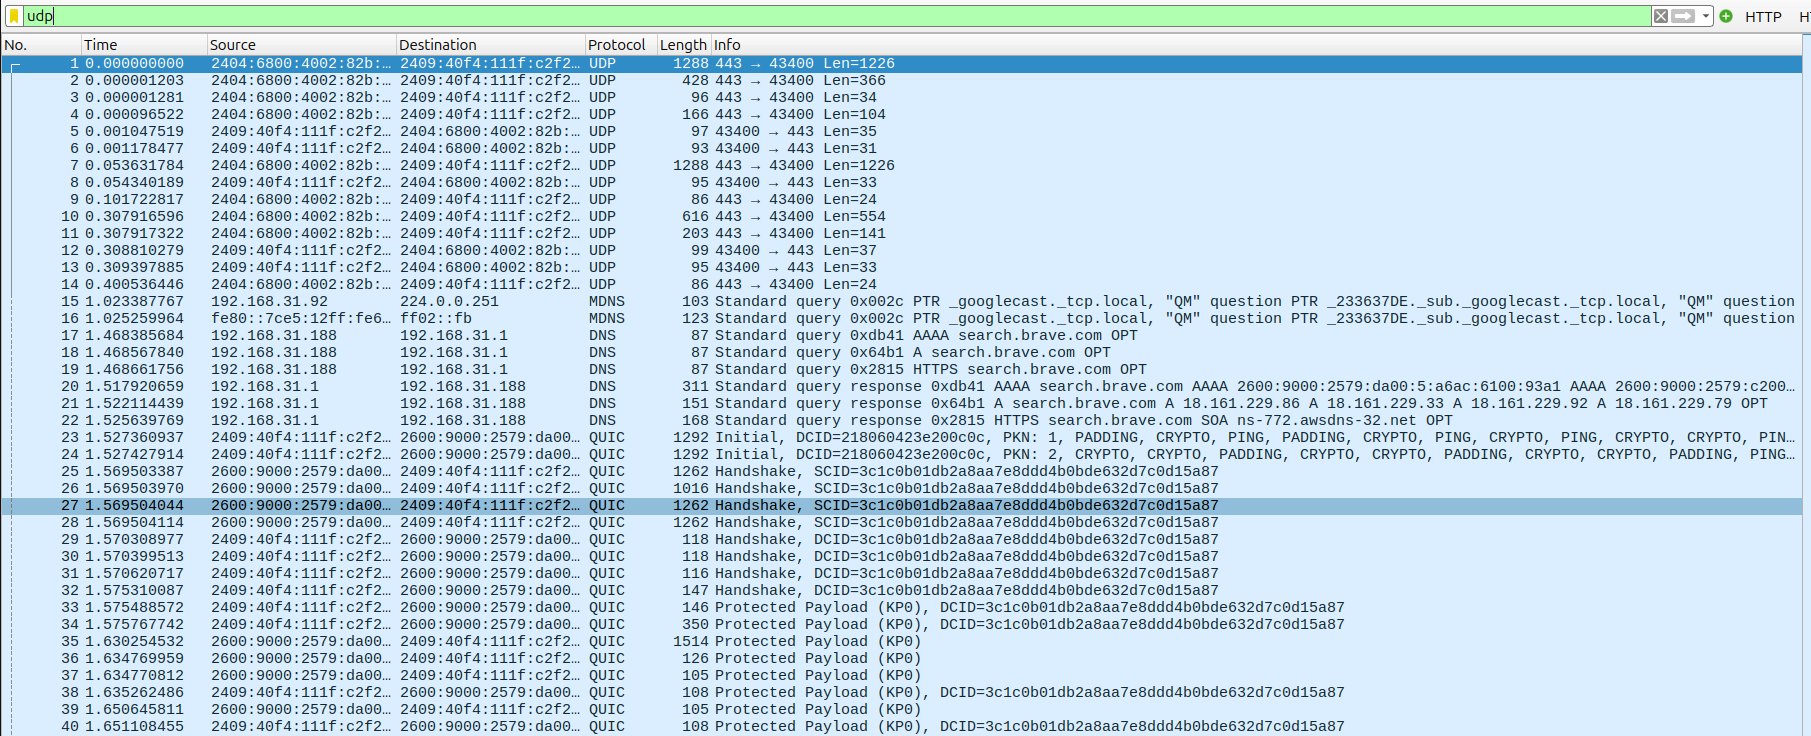 udp HTTP
No. Time Source Destination Protocol Length Info
1 0.000000000 2404:6800:4002:82b:… 2409:40f4:111f:c2f2… UDP 1288 443 → 43400 Len=1226
2 0.000001203 2404:6800:4002:82b:… 2409:40f4:111f:c2f2… UDP 428 443 → 43400 Len=366
3 0.000001281 2404:6800:4002:82b:… 2409:40f4:111f:c2f2… UDP 96 443 → 43400 Len=34
4 0.000096522 2404:6800:4002:82b:… 2409:40f4:111f:c2f2… UDP 166 443 → 43400 Len=104
5 0.001047519 2409:40f4:111f:c2f2… 2404:6800:4002:82b:… UDP 97 43400 → 443 Len=35
6 0.001178477 2409:40f4:111f:c2f2… 2404:6800:4002:82b:… UDP 93 43400 → 443 Len=31
7 0.053631784 2404:6800:4002:82b:… 2409:40f4:111f:c2f2… UDP 1288 443 → 43400 Len=1226
8 0.054340189 2409:40f4:111f:c2f2… 2404:6800:4002:82b:… UDP 95 43400 → 443 Len=33
9 0.101722817 2404:6800:4002:82b:… 2409:40f4:111f:c2f2… UDP 86 443 → 43400 Len=24
10 0.307916596 2404:6800:4002:82b:… 2409:40f4:111f:c2f2… UDP 616 443 → 43400 Len=554
11 0.307917322 2404:6800:4002:82b:… 2409:40f4:111f:c2f2… UDP 203 443 → 43400 Len=141
12 0.308810279 2409:40f4:111f:c2f2… 2404:6800:4002:82b:… UDP 99 43400 → 443 Len=37
13 0.309397885 2409:40f4:111f:c2f2… 2404:6800:4002:82b:… UDP 95 43400 → 443 Len=33
14 0.400536446 2404:6800:4002:82b:… 2409:40f4:111f:c2f2… UDP 86 443 → 43400 Len=24
15 1.023387767 192.168.31.92 224.0.0.251 MDNS 103 Standard query 0x002c PTR _googlecast._tcp.local, "QM" question PTR _233637DE._sub._googlecast._tcp.local, "QM" question
16 1.025259964 fe80::7ce5:12ff:fe6… ff02::fb MDNS 123 Standard query 0x002c PTR _googlecast._tcp.local, "QM" question PTR _233637DE._sub._googlecast._tcp.local, "QM" question
17 1.468385684 192.168.31.188 192.168.31.1 DNS 87 Standard query 0xdb41 AAAA search.brave.com OPT
18 1.468567840 192.168.31.188 192.168.31.1 DNS 87 Standard query 0x64b1 A search.brave.com OPT
19 1.468661756 192.168.31.188 192.168.31.1 DNS 87 Standard query 0x2815 HTTPS search.brave.com OPT
20 1.517920659 192.168.31.1 192.168.31.188 DNS 311 Standard query response 0xdb41 AAAA search.brave.com AAAA 2600:9000:2579:da00:5:a6ac:6100:93a1 AAAA 2600:9000:2579:c200…
21 1.522114439 192.168.31.1 192.168.31.188 DNS 151 Standard query response 0x64b1 A search.brave.com A 18.161.229.86 A 18.161.229.33 A 18.161.229.92 A 18.161.229.79 OPT
22 1.525639769 192.168.31.1 192.168.31.188 DNS 168 Standard query response 0x2815 HTTPS search.brave.com SOA ns-772.awsdns-32.net OPT
23 1.527360937 2409:40f4:111f:c2f2… 2600:9000:2579:da00… QUIC 1292 Initial, DCID=218060423e200c0c, PKN: 1, PADDING, CRYPTO, PING, PADDING, CRYPTO, PING, CRYPTO, PING, CRYPTO, CRYPTO, PIN…
24 1.527427914 2409:40f4:111f:c2f2… 2600:9000:2579:da00… QUIC 1292 Initial, DCID=218060423e200c0c, PKN: 2, CRYPTO, CRYPTO, PADDING, CRYPTO, CRYPTO, PADDING, CRYPTO, CRYPTO, PADDING, PING…
25 1.569503387 2600:9000:2579:da00… 2409:40f4:111f:c2f2… QUIC 1262 Handshake, SCID=3c1c0b01db2a8aa7e8ddd4b0bde632d7c0d15a87
26 1.569503970 2600:9000:2579:da00… 2409:40f4:111f:c2f2… QUIC 1016 Handshake, SCID=3c1c0b01db2a8aa7e8ddd4b0bde632d7c0d15a87
27 1.569504044 2600:9000:2579:da00… 2409:40f4:111f:c2f2… QUIC 1262 Handshake, SCID=3c1c0b01db2a8aa7e8ddd4b0bde632d7c0d15a87
28 1.569504114 2600:9000:2579:da00… 2409:40f4:111f:c2f2… QUIC 1262 Handshake, SCID=3c1c0b01db2a8aa7e8ddd4b0bde632d7c0d15a87
29 1.570308977 2409:40f4:111f:c2f2… 2600:9000:2579:da00… QUIC 118 Handshake, DCID=3c1c0b01db2a8aa7e8ddd4b0bde632d7c0d15a87
30 1.570399513 2409:40f4:111f:c2f2… 2600:9000:2579:da00… QUIC 118 Handshake, DCID=3c1c0b01db2a8aa7e8ddd4b0bde632d7c0d15a87
31 1.570620717 2409:40f4:111f:c2f2… 2600:9000:2579:da00… QUIC 116 Handshake, DCID=3c1c0b01db2a8aa7e8ddd4b0bde632d7c0d15a87
32 1.575310087 2409:40f4:111f:c2f2… 2600:9000:2579:da00… QUIC 147 Handshake, DCID=3c1c0b01db2a8aa7e8ddd4b0bde632d7c0d15a87
33 1.575488572 2409:40f4:111f:c2f2… 2600:9000:2579:da00… QUIC 146 Protected Payload (KP0), DCID=3c1c0b01db2a8aa7e8ddd4b0bde632d7c0d15a87
34 1.575767742 2409:40f4:111f:c2f2… 2600:9000:2579:da00… QUIC 350 Protected Payload (KP0), DCID=3c1c0b01db2a8aa7e8ddd4b0bde632d7c0d15a87
35 1.630254532 2600:9000:2579:da00… 2409:40f4:111f:c2f2… QUIC 1514 Protected Payload (KP0)
36 1.634769959 2600:9000:2579:da00… 2409:40f4:111f:c2f2… QUIC 126 Protected Payload (KP0)
37 1.634770812 2600:9000:2579:da00… 2409:40f4:111f:c2f2… QUIC 105 Protected Payload (KP0)
38 1.635262486 2409:40f4:111f:c2f2… 2600:9000:2579:da00… QUIC 108 Protected Payload (KP0), DCID=3c1c0b01db2a8aa7e8ddd4b0bde632d7c0d15a87
39 1.650645811 2600:9000:2579:da00… 2409:40f4:111f:c2f2… QUIC 105 Protected Payload (KP0)
40 1.651108455 2409:40f4:111f:c2f2… 2600:9000:2579:da00… QUIC 108 Protected Payload (KP0), DCID=3c1c0b01db2a8aa7e8ddd4b0bde632d7c0d15a87